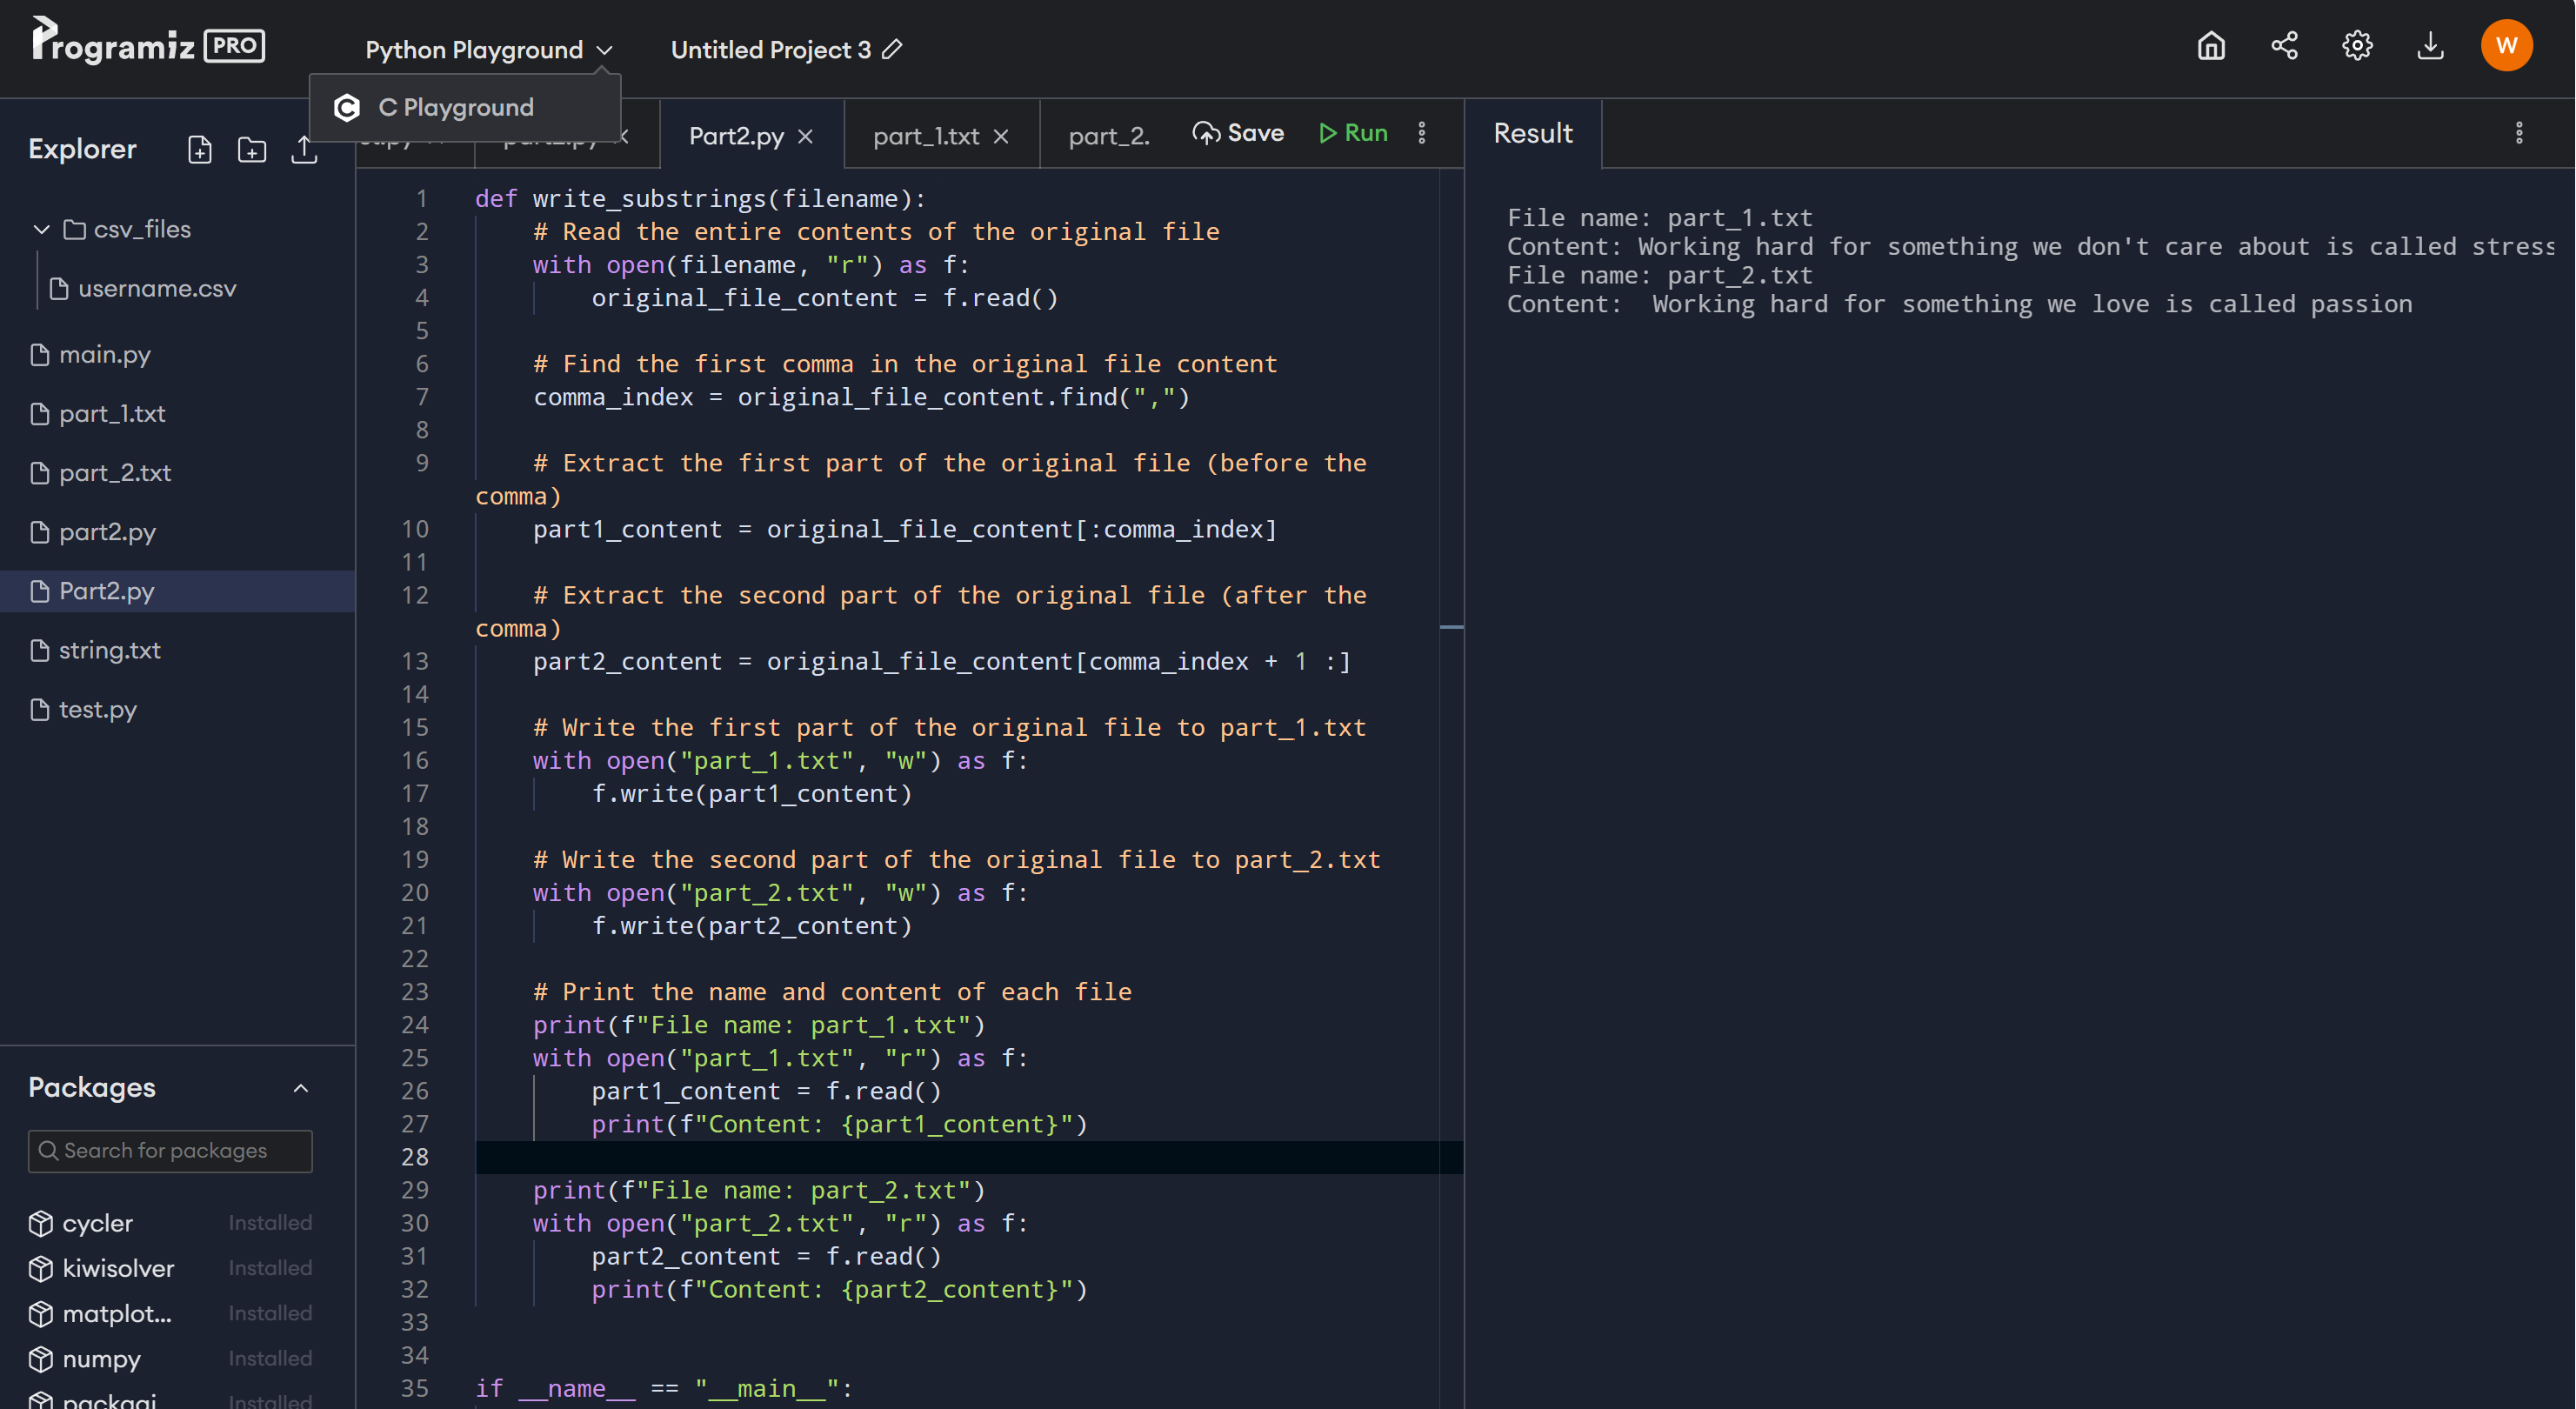 Programiz PRO
Python Playground
Untitled Project 3
W
C Playground
Explorer
Part2.py
part_1.txt
part_2.
Save
Run
Result
csv_files
username.csv
main.py
part_1.txt
part_2.txt
part2.py
Part2.py
string.txt
test.py
1 def write_substrings(filename):
2 # Read the entire contents of the original file
3 with open(filename, "r") as f:
4 original_file_content = f.read()
5
6 # Find the first comma in the original file content
7 comma_index = original_file_content.find(",")
8
9 # Extract the first part of the original file (before the
comma)
10 part1_content = original_file_content[:comma_index]
11
12 # Extract the second part of the original file (after the
comma)
13 part2_content = original_file_content[comma_index + 1 :]
14
15 # Write the first part of the original file to part_1.txt
16 with open("part_1.txt", "w") as f:
17 f.write(part1_content)
18
19 # Write the second part of the original file to part_2.txt
20 with open("part_2.txt", "w") as f:
21 f.write(part2_content)
22
23 # Print the name and content of each file
24 print(f"File name: part_1.txt")
25 with open("part_1.txt", "r") as f:
26 part1_content = f.read()
27 print(f"Content: {part1_content}")
28
29 print(f"File name: part_2.txt")
30 with open("part_2.txt", "r") as f:
31 part2_content = f.read()
32 print(f"Content: {part2_content}")
33
34
35 if __name__ == "__main__":
File name: part_1.txt
Content: Working hard for something we don't care about is called stress
File name: part_2.txt
Content:  Working hard for something we love is called passion
Packages
Search for packages
cycler Installed
kiwisolver Installed
matplot... Installed
numpy Installed
packagi Installed